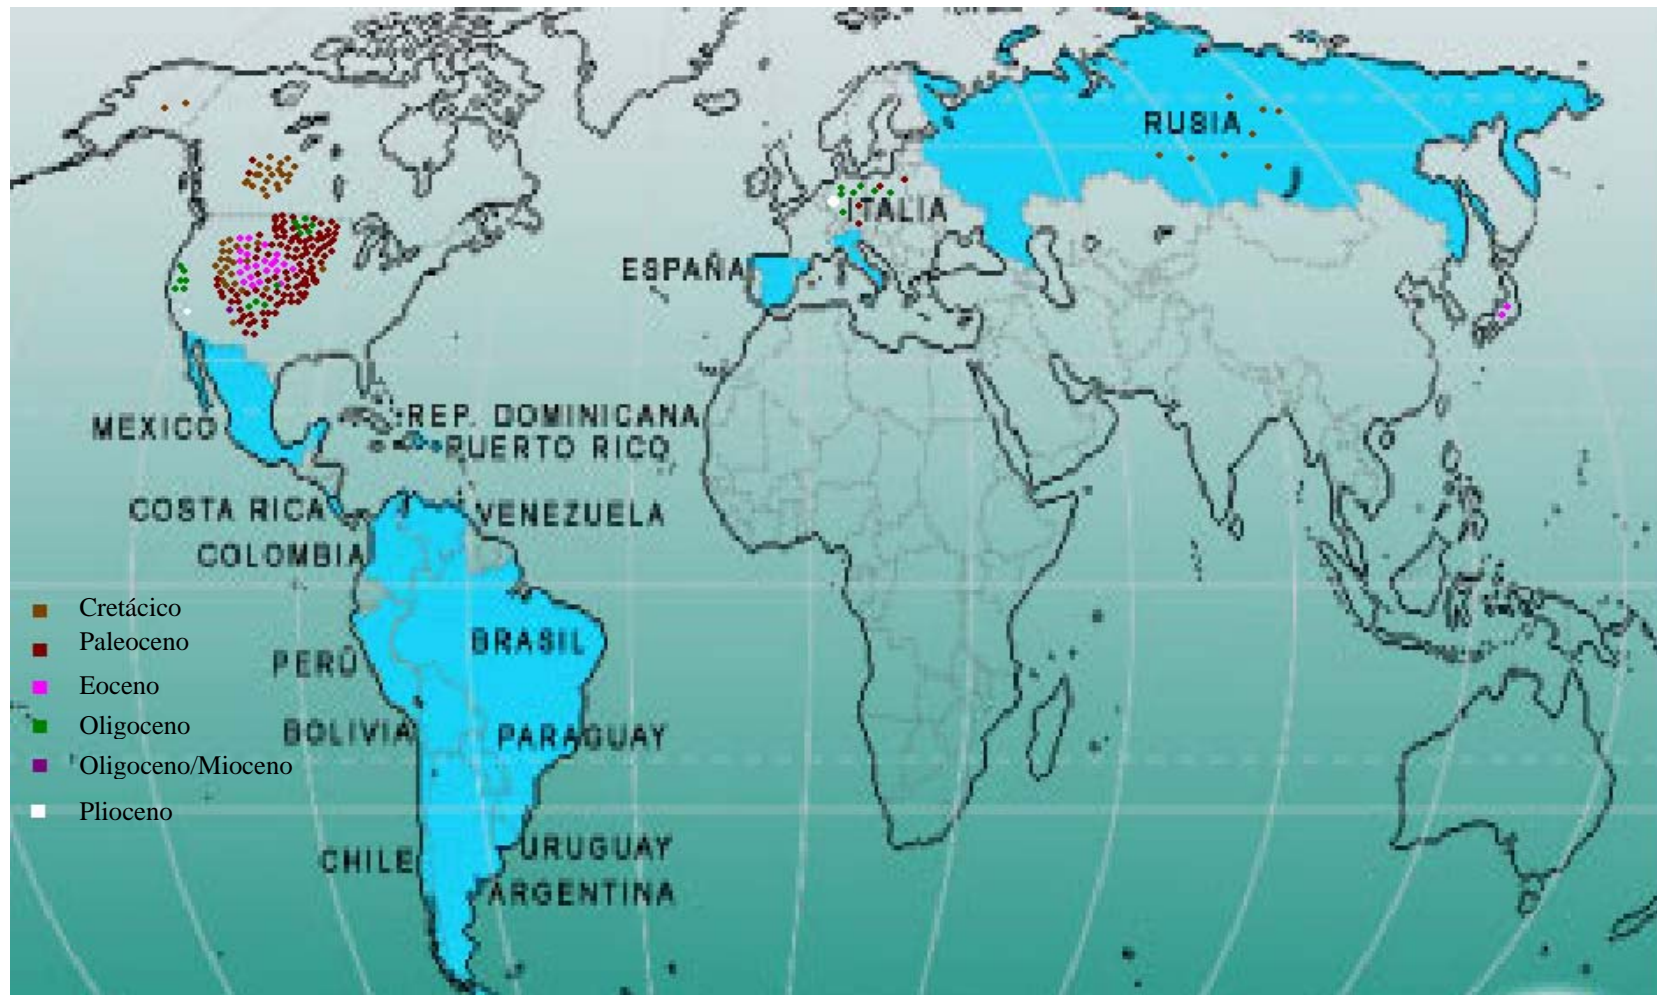 RUSIA
ITALIA
ESPAÑA
MEXICO
REP. DOMINICANA
PUERTO RICO
COSTA RICA
VENEZUELA
COLOMBIA
BRASIL
PERÚ
BOLIVIA
PARAGUAY
CHILE
URUGUAY
ARGENTINA
Cretácico
Paleoceno
Eoceno
Oligoceno
Oligoceno/Mioceno
Plioceno